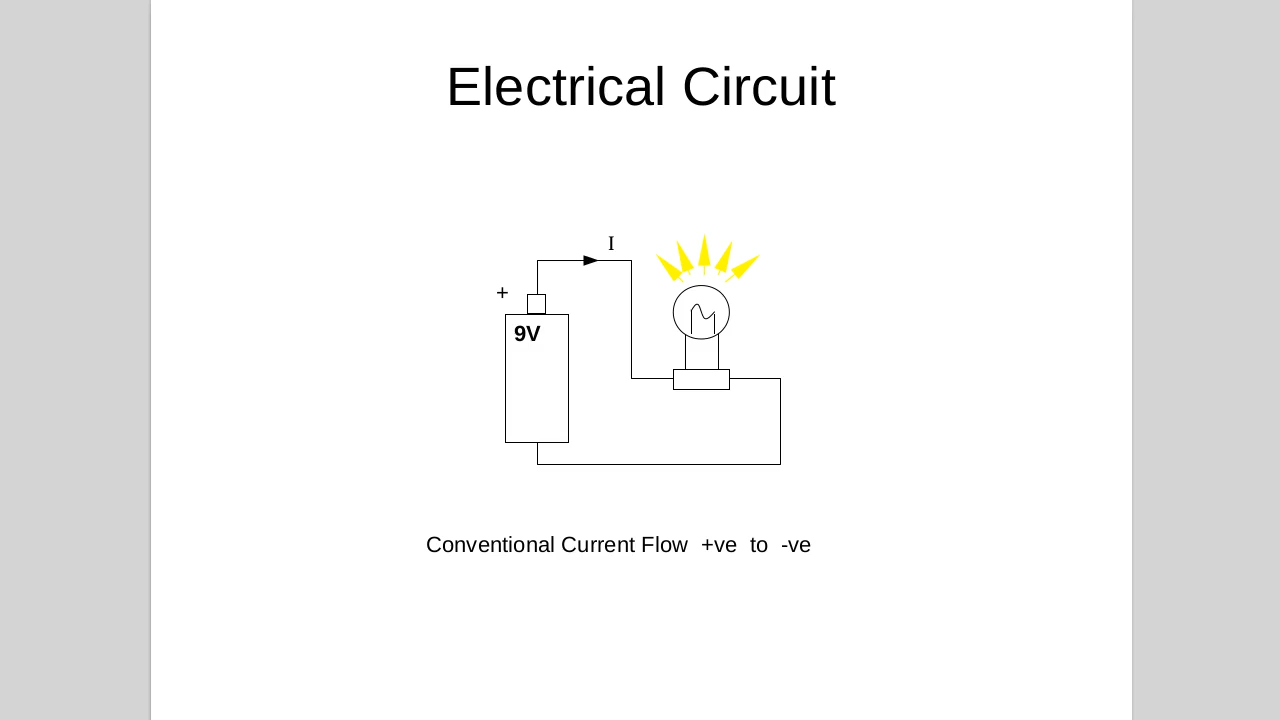 Electrical Circuit
I
+
9V
Conventional Current Flow +ve to -ve